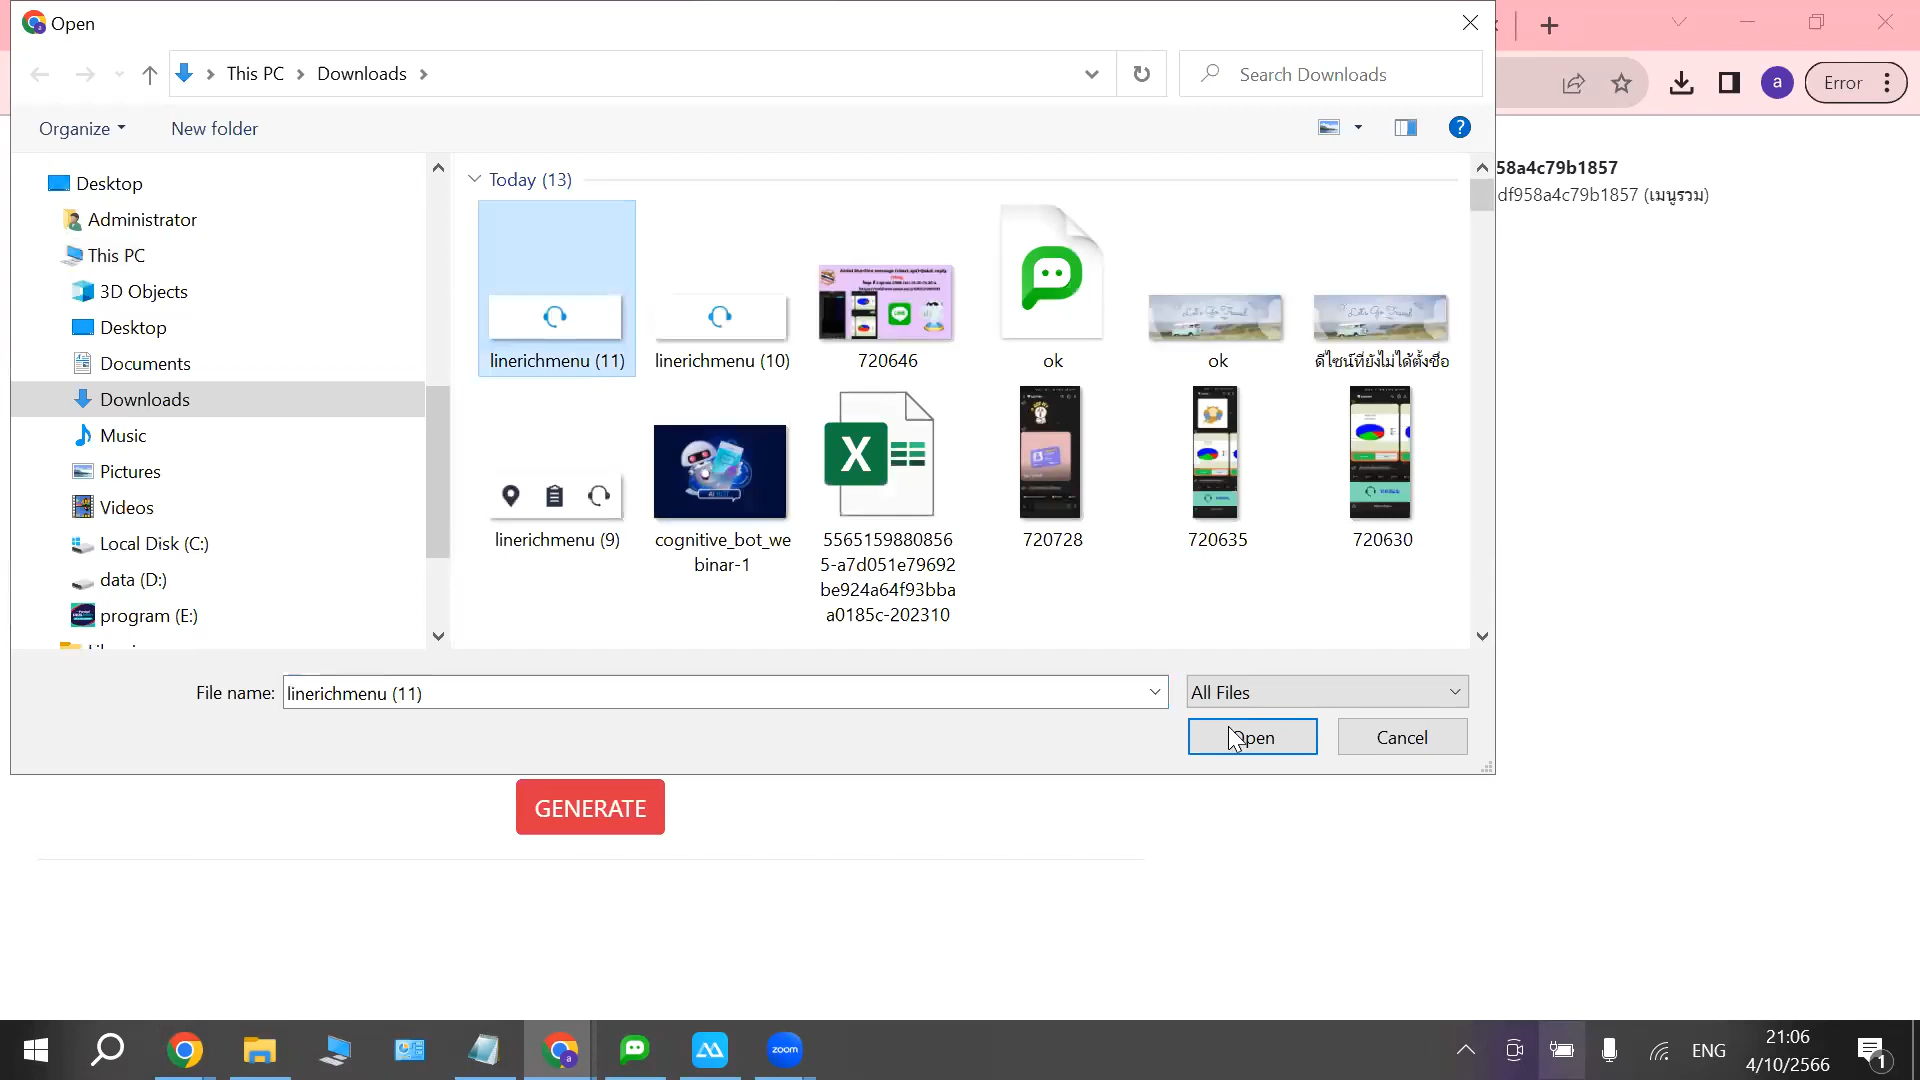 Open
a
Error
This PC
Downloads
Search Downloads
Organize
New folder
?
58a4c79b1857
df958a4c79b1857 (เมนูรวม)
Desktop
Administrator
This PC
3D Objects
Desktop
Documents
Downloads
Music
Pictures
Videos
Local Disk (C:)
data (D:)
program (E:)
Today (13)
linerichmenu (11)
linerichmenu (10)
720646
ok
ok
ดีไซน์ที่ยังไม่ได้ตั้งชื่อ
linerichmenu (9)
cognitive_bot_we
binar-1
5565159880856
5-a7d051e79692
be924a64f93bba
a0185c-202310
720728
720635
720630
File name:
linerichmenu (11)
All Files
Open
Cancel
GENERATE
zoom
ENG
21:06
4/10/2566
1